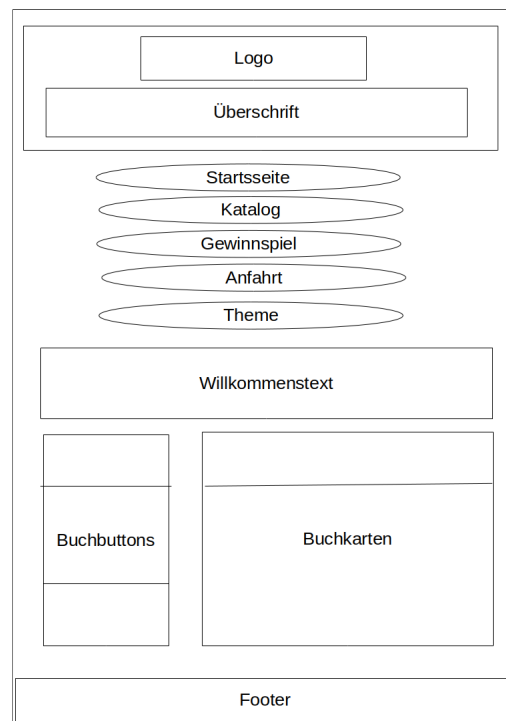 Logo
Überschrift
Startsseite
Katalog
Gewinnspiel
Anfahrt
Theme
Willkommenstext
Buchbuttons
Buchkarten
Footer